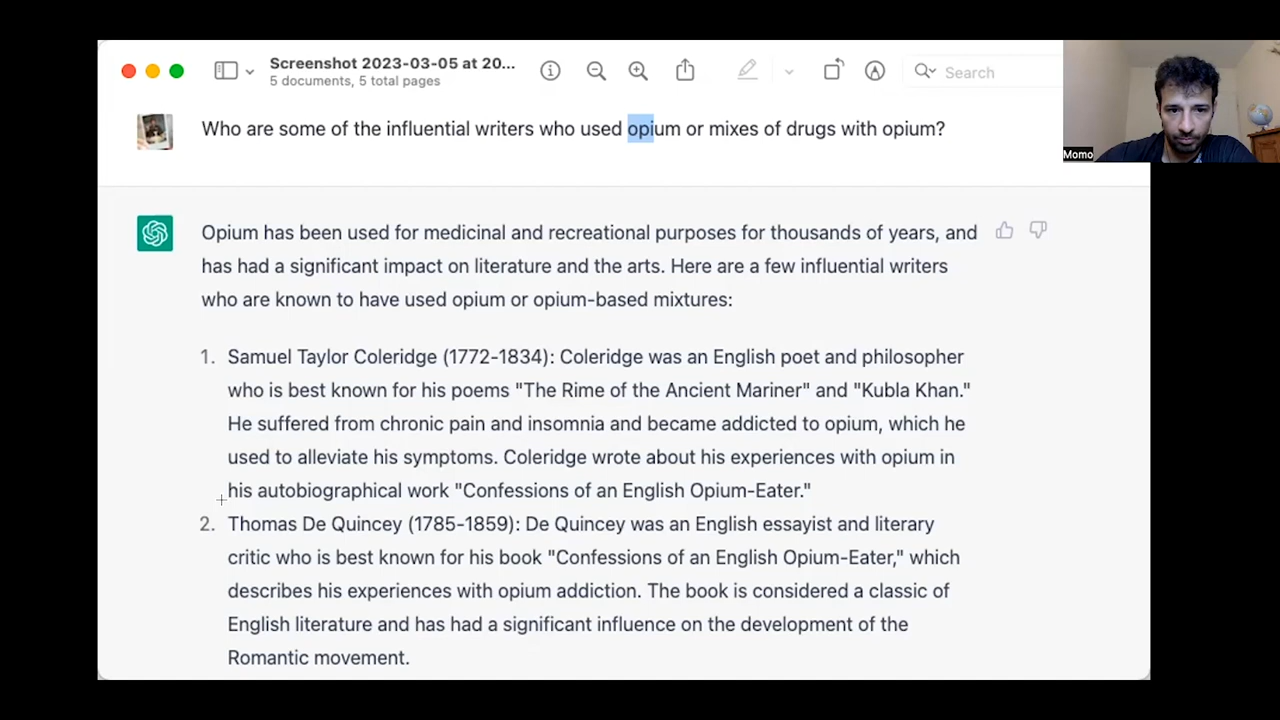 Screenshot 2023-03-05 at 20...
5 documents, 5 total pages
Search
Momo
Who are some of the influential writers who used opium or mixes of drugs with opium?
Opium has been used for medicinal and recreational purposes for thousands of years, and
has had a significant impact on literature and the arts. Here are a few influential writers
who are known to have used opium or opium-based mixtures:
1. Samuel Taylor Coleridge (1772-1834): Coleridge was an English poet and philosopher
who is best known for his poems "The Rime of the Ancient Mariner" and "Kubla Khan."
He suffered from chronic pain and insomnia and became addicted to opium, which he
used to alleviate his symptoms. Coleridge wrote about his experiences with opium in
his autobiographical work "Confessions of an English Opium-Eater."
2. Thomas De Quincey (1785-1859): De Quincey was an English essayist and literary
critic who is best known for his book "Confessions of an English Opium-Eater," which
describes his experiences with opium addiction. The book is considered a classic of
English literature and has had a significant influence on the development of the
Romantic movement.